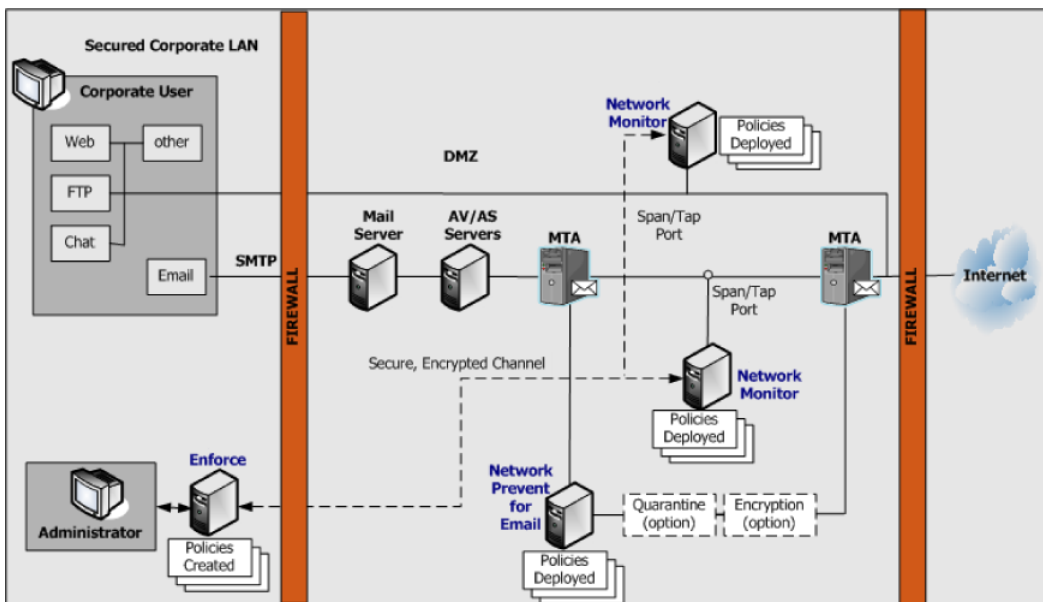 Secured Corporate LAN
Corporate User
Web
other
FTP
Chat
Email
SMTP
FIREWALL
DMZ
Network
Monitor
Policies
Deployed
Span/Tap
Port
Mail
Server
AV/AS
Servers
MTA
MTA
Span/Tap
Port
FIREWALL
Internet
Secure, Encrypted Channel
Network
Monitor
Policies
Deployed
Administrator
Enforce
Policies
Created
Network
Prevent
for
Email
Policies
Deployed
Quarantine
(option)
Encryption
(option)